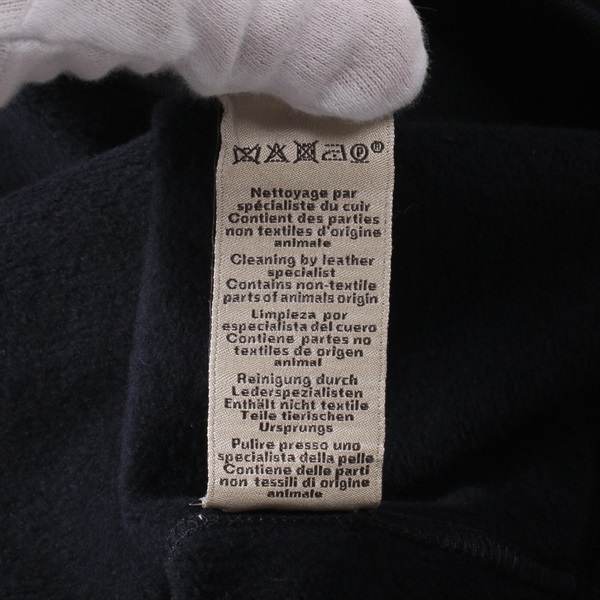 P
Nettoyage par
spécialiste du cuir
Contient des parties
non textiles d'origine
animale
Cleaning by leather
specialist
Contains non-textile
parts of animals origin
Limpieza por
especialista del cuero
Contiene partes no
textiles de origen
animal
Reinigung durch
Lederspezialisten
Enthält nicht textile
Teile tierischen
Ursprungs
Pulire presso uno
specialista della pelle
Contiene delle parti
non tessili di origine
animale